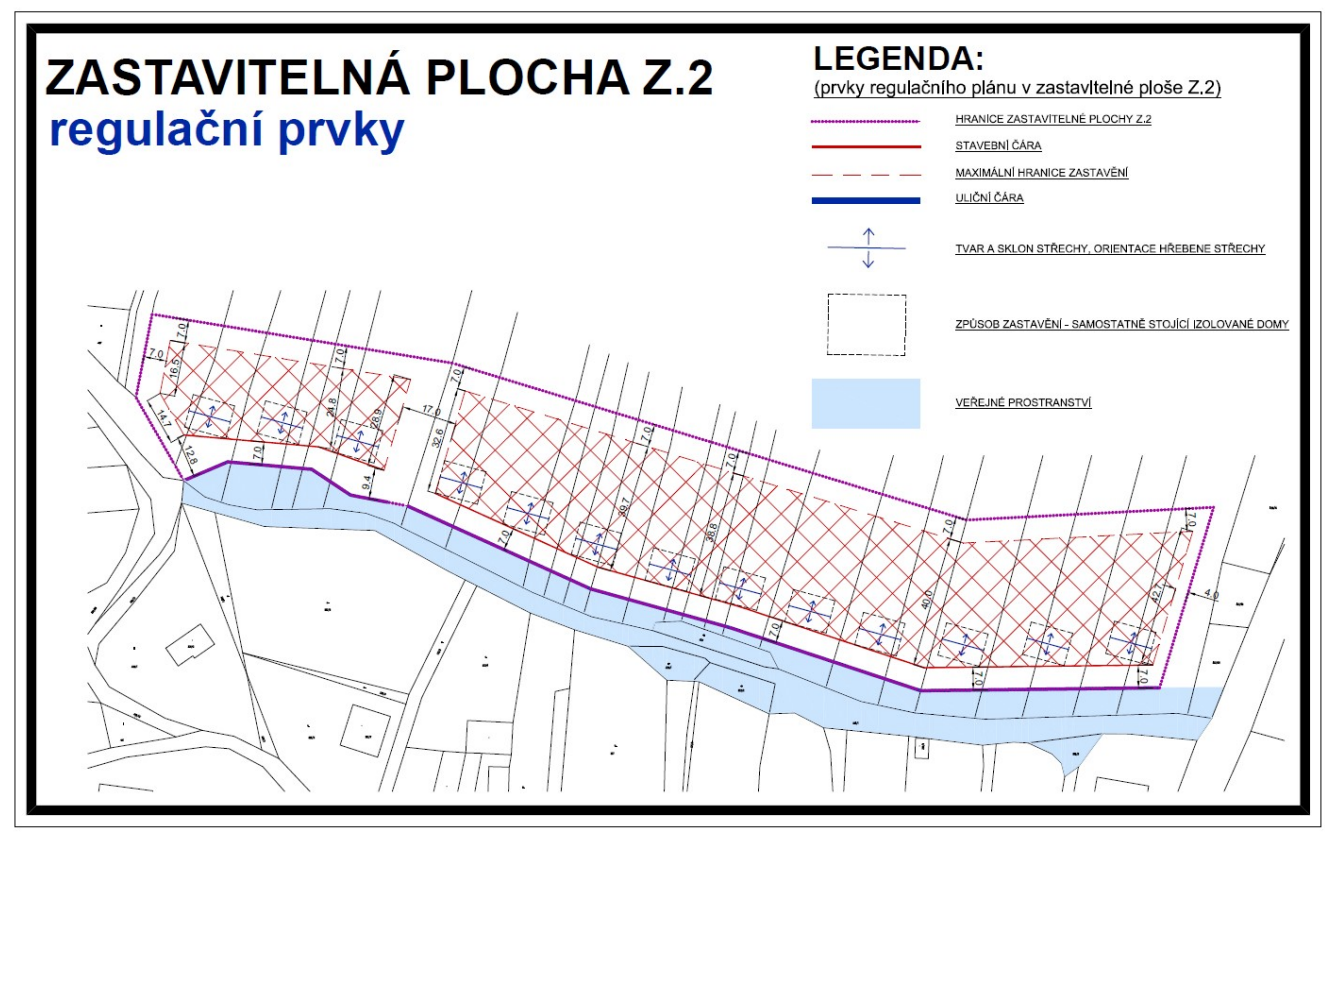 ZASTAVITELNÁ PLOCHA Z.2
regulační prvky
LEGENDA:
(prvky regulačního plánu v zastavitelné ploše Z.2)
HRANICE ZASTAVITELNÉ PLOCHY Z.2
STAVEBNÍ ČÁRA
MAXIMÁLNÍ HRANICE ZASTAVĚNÍ
ULIČNÍ ČÁRA
TVAR A SKLON STŘECHY, ORIENTACE HŘEBENE STŘECHY
ZPŮSOB ZASTAVĚNÍ - SAMOSTATNĚ STOJÍCÍ IZOLOVANÉ DOMY
VEŘEJNÉ PROSTRANSTVÍ
7.0
7.0
16.5
7.0
24.8
28.9
14.7
12.8
7.0
9.4
17.0
7.0
32.6
7.0
39.7
7.0
7.0
38.8
7.0
7.0
40.0
7.0
7.0
42.7
4.0
7.0